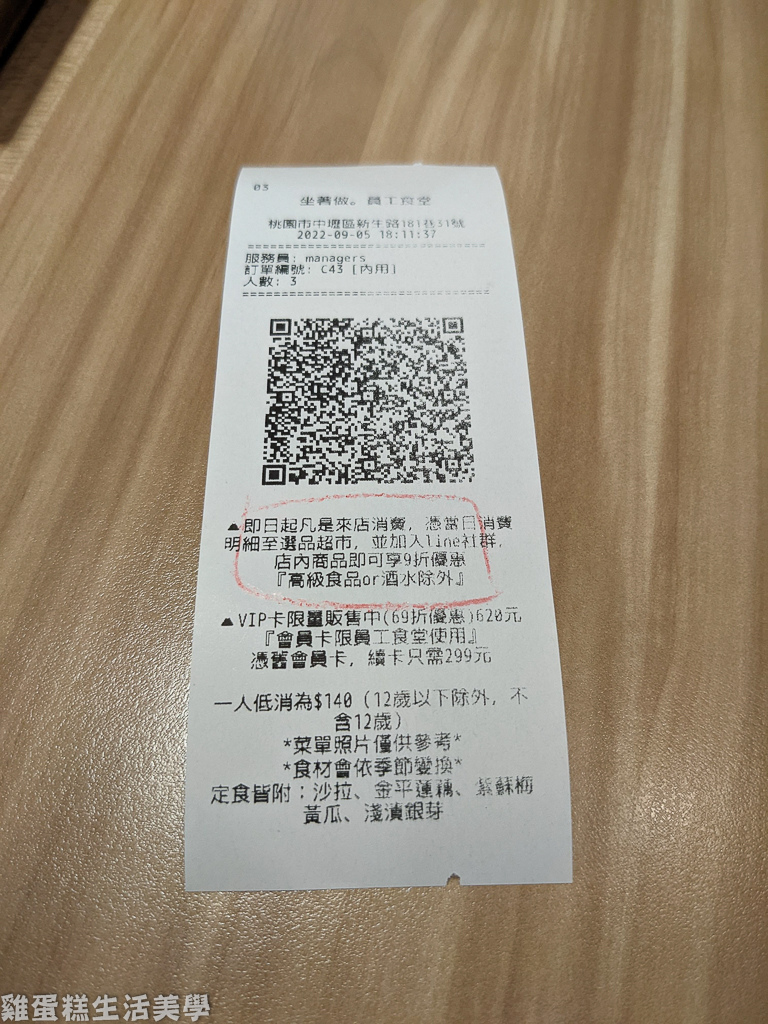 03
坐著做。員工食堂
桃園市中壢區新生路181巷31號
2022-09-05 18:11:37
服務員: managers
訂單編號: C43 [內用]
人數: 3
▲即日起凡是來店消費, 憑當日消費
明細至選品超市, 並加入line社群,
店內商品即可享9折優惠
『高級食品or酒水除外』
▲VIP卡限量販售中(69折優惠)620元
『會員卡限員工食堂使用』
憑舊會員卡, 續卡只需299元
一人低消為$140 (12歲以下除外, 不
含12歲)
*菜單照片僅供參考*
*食材會依季節變換*
定食皆附:沙拉、金平蓮藕、紫蘇梅
黃瓜、淺漬銀芽
雞蛋糕生活美學